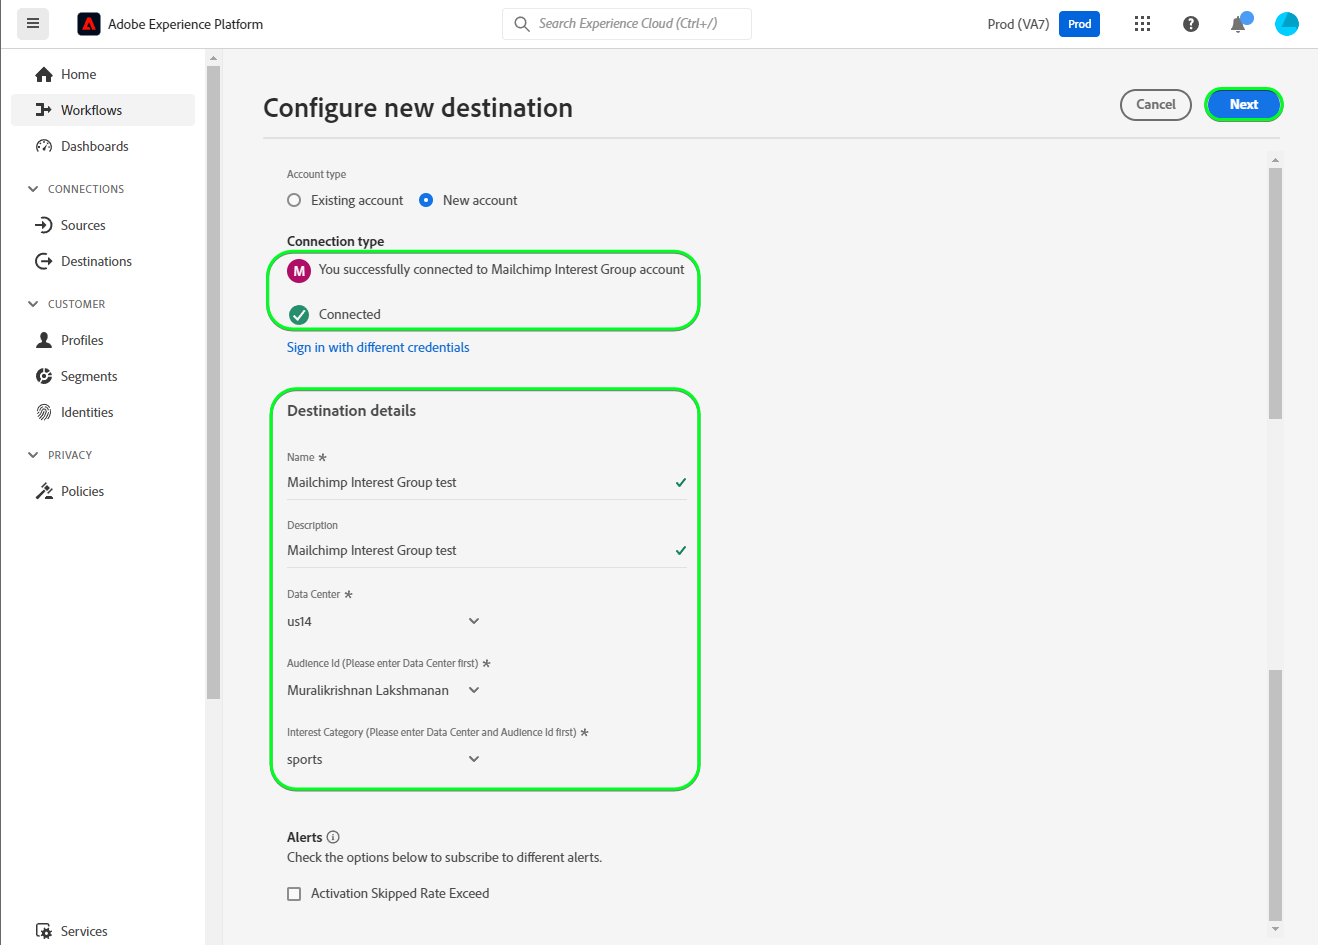 Adobe Experience Platform
Search Experience Cloud (Ctrl+/)
Prod (VA7)
Prod
Home
Workflows
Dashboards
CONNECTIONS
Sources
Destinations
CUSTOMER
Profiles
Segments
Identities
PRIVACY
Policies
Services
Configure new destination
Cancel
Next
Account type
Existing account
New account
Connection type
M
You successfully connected to Mailchimp Interest Group account
Connected
Sign in with different credentials
Destination details
Name *
Mailchimp Interest Group test
Description
Mailchimp Interest Group test
Data Center *
us14
Audience Id (Please enter Data Center first) *
Muralikrishnan Lakshmanan
Interest Category (Please enter Data Center and Audience Id first) *
sports
Alerts
Check the options below to subscribe to different alerts.
Activation Skipped Rate Exceed